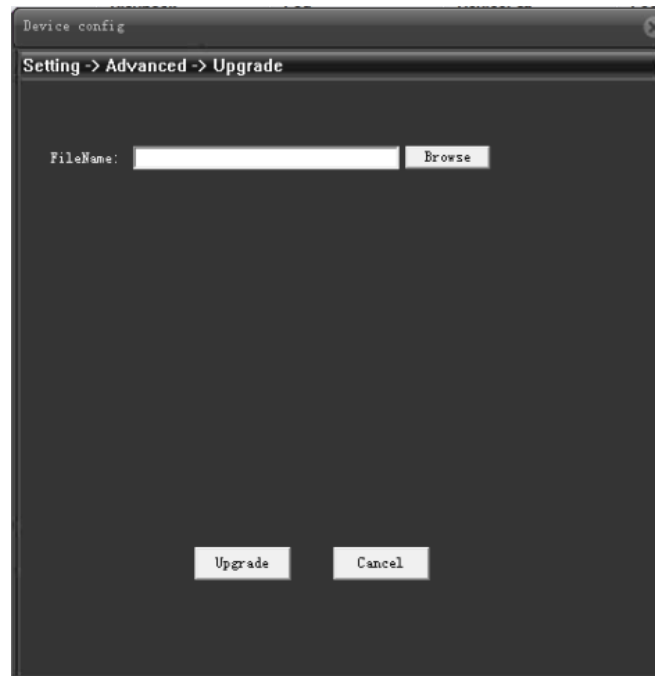 Device config
Setting -> Advanced -> Upgrade
FileName:
Browse
Upgrade
Cancel